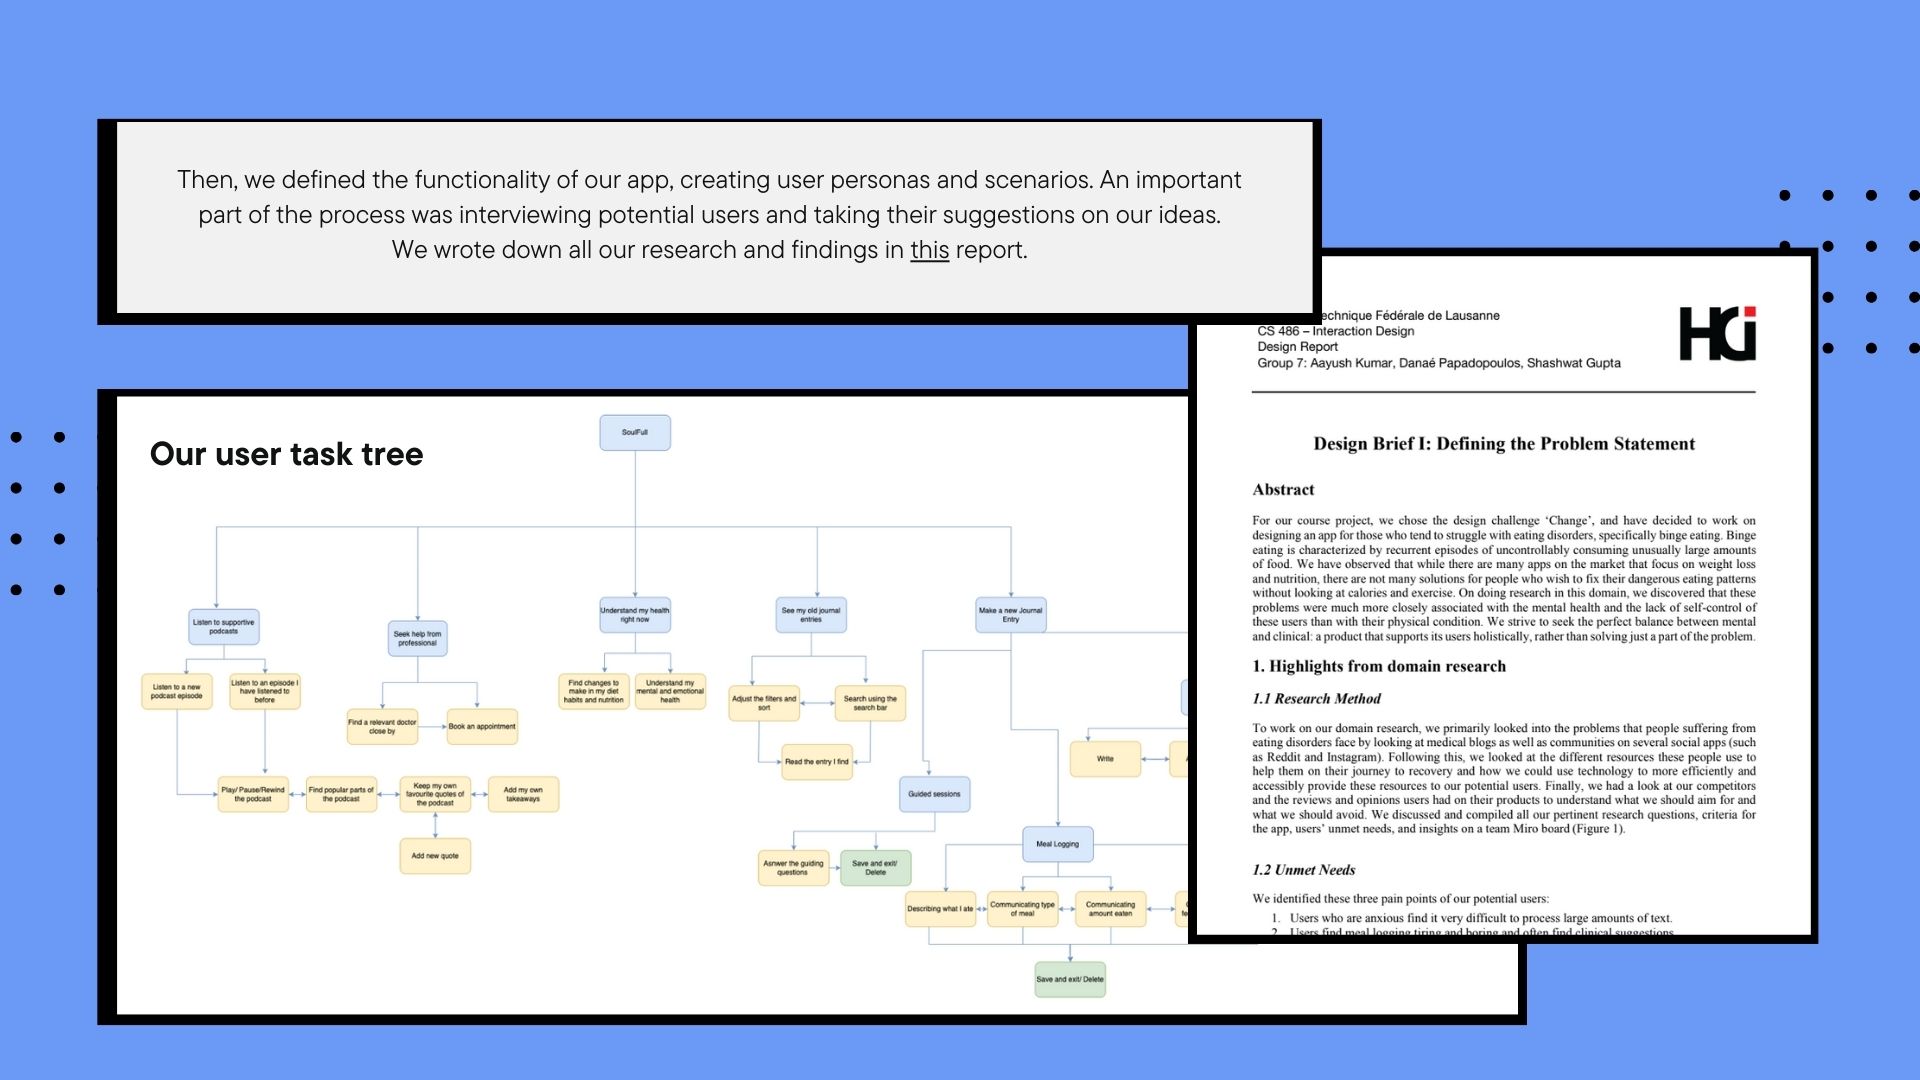 Then, we defined the functionality of our app, creating user personas and scenarios. An important
part of the process was interviewing potential users and taking their suggestions on our ideas.
We wrote down all our research and findings in this report.
echnique Fédérale de Lausanne
CS 486 – Interaction Design
Design Report
Group 7: Aayush Kumar, Danaé Papadopoulos, Shashwat Gupta
HCi
Design Brief I: Defining the Problem Statement
Abstract
For our course project, we chose the design challenge ‘Change’, and have decided to work on
designing an app for those who tend to struggle with eating disorders, specifically binge eating. Binge
eating is characterized by recurrent episodes of uncontrollably consuming unusually large amounts
of food. We have observed that while there are many apps on the market that focus on weight loss
and nutrition, there are not many solutions for people who wish to fix their dangerous eating patterns
without looking at calories and exercise. On doing research in this domain, we discovered that these
problems were much more closely associated with the mental health and the lack of self-control of
these users than with their physical condition. We strive to seek the perfect balance between mental
and clinical: a product that supports its users holistically, rather than solving just a part of the problem.
1. Highlights from domain research
1.1 Research Method
To work on our domain research, we primarily looked into the problems that people suffering from
eating disorders face by looking at medical blogs as well as communities on several social apps (such
as Reddit and Instagram). Following this, we looked at the different resources these people use to
help them on their journey to recovery and how we could use technology to more efficiently and
accessibly provide these resources to our potential users. Finally, we had a look at our competitors
and the reviews and opinions users had on their products to understand what we should aim for and
what we should avoid. We discussed and compiled all our pertinent research questions, criteria for
the app, users’ unmet needs, and insights on a team Miro board (Figure 1).
1.2 Unmet Needs
We identified these three pain points of our potential users:
1. Users who are anxious find it very difficult to process large amounts of text.
2. Users find meal logging tiring and boring and often find clinical suggestions
Our user task tree
SoulFull
Listen to supportive
podcasts
Seek help from
professional
Understand my health
right now
See my old journal
entries
Make a new Journal
Entry
Listen to a new
podcast episode
Listen to an episode I
have listened to
before
Find a relevant doctor
close by
Book an appointment
Find changes to
make in my diet
habits and nutrition
Understand my
mental and emotional
health
Adjust the filters and
sort
Search using the
search bar
Read the entry I find
Write
Play/ Pause/Rewind
the podcast
Find popular parts of
the podcast
Keep my own
favourite quotes of
the podcast
Add my own
takeaways
Add new quote
Guided sessions
Asnwer the guiding
questions
Save and exit/
Delete
Meal Logging
Describing what I ate
Communicating type
of meal
Communicating
amount eaten
Save and exit/ Delete